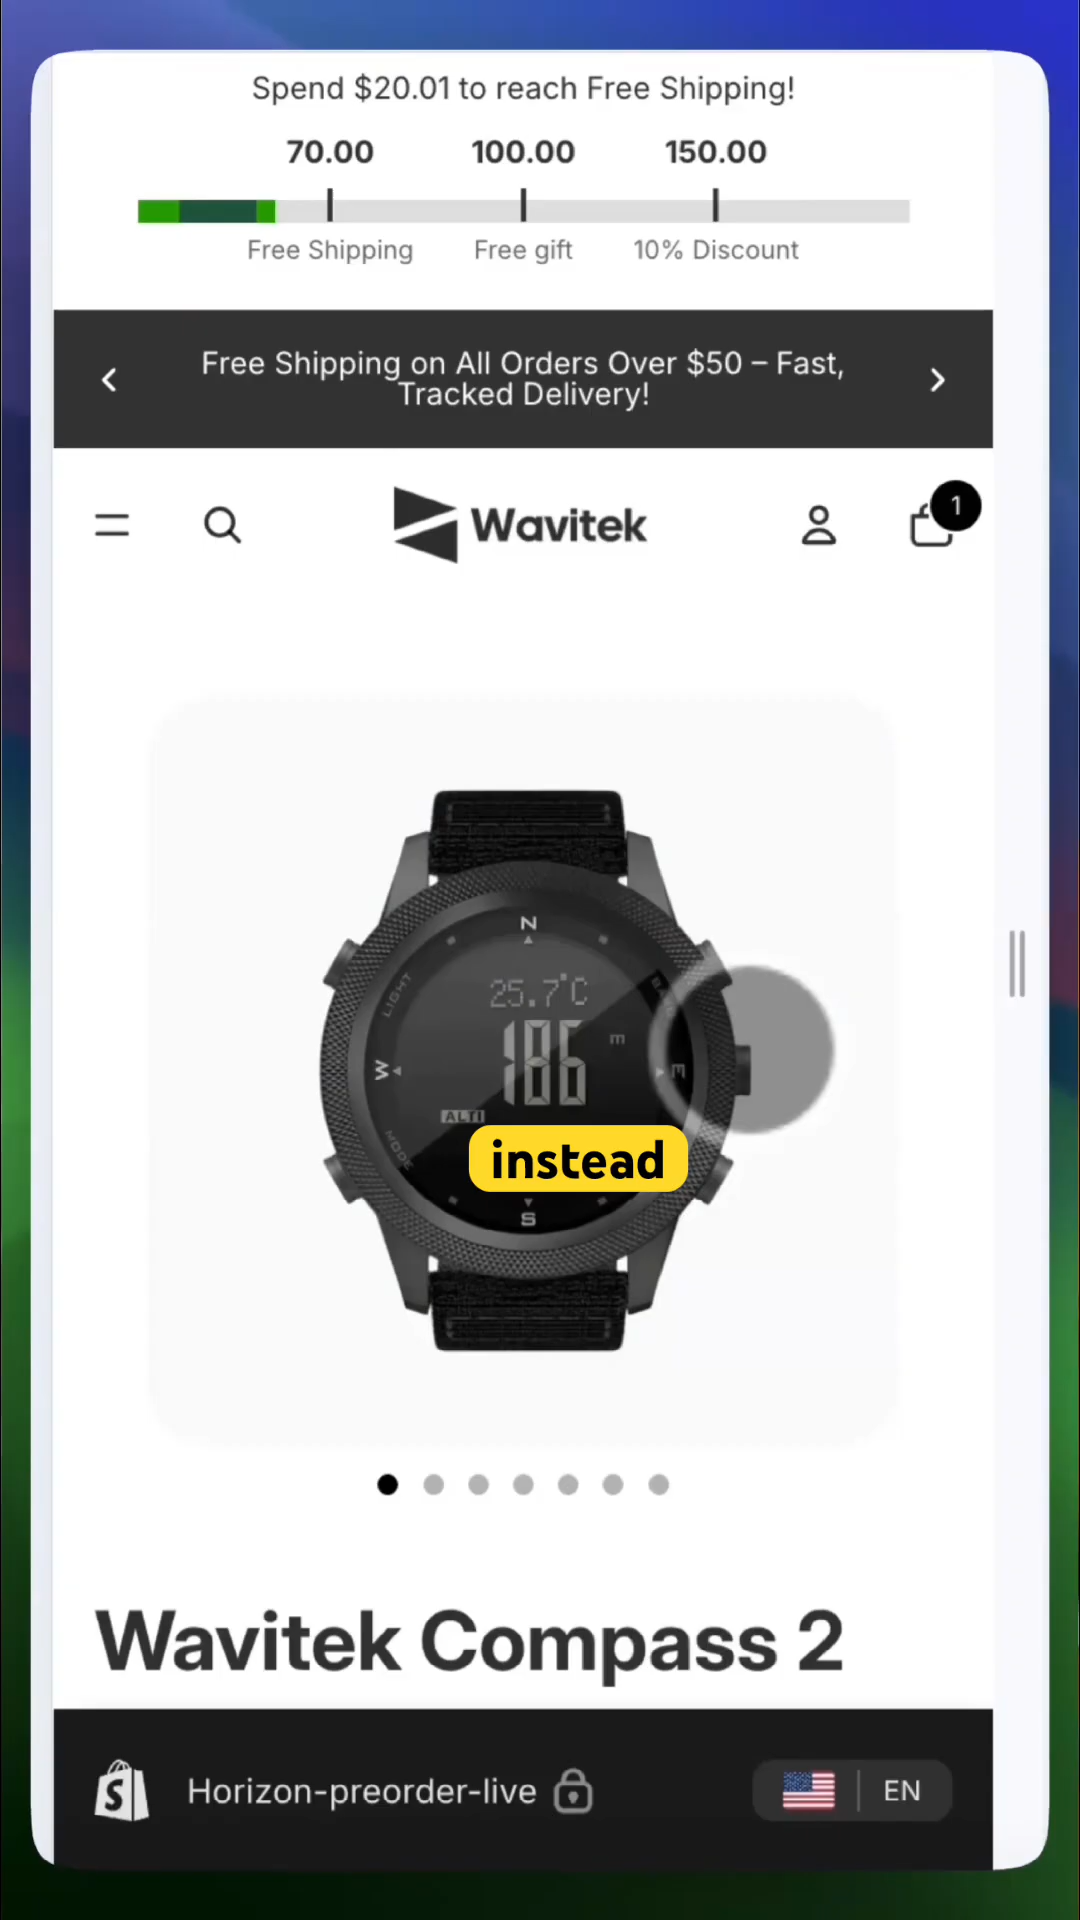 Spend $20.01 to reach Free Shipping!
70.00 100.00 150.00
Free Shipping Free gift 10% Discount
Free Shipping on All Orders Over $50 – Fast,
Tracked Delivery!
Wavitek
1
N
25.7°C
LIGHT
186 m
W
E
ALTI
MODE
instead
S
Wavitek Compass 2
Horizon-preorder-live
EN